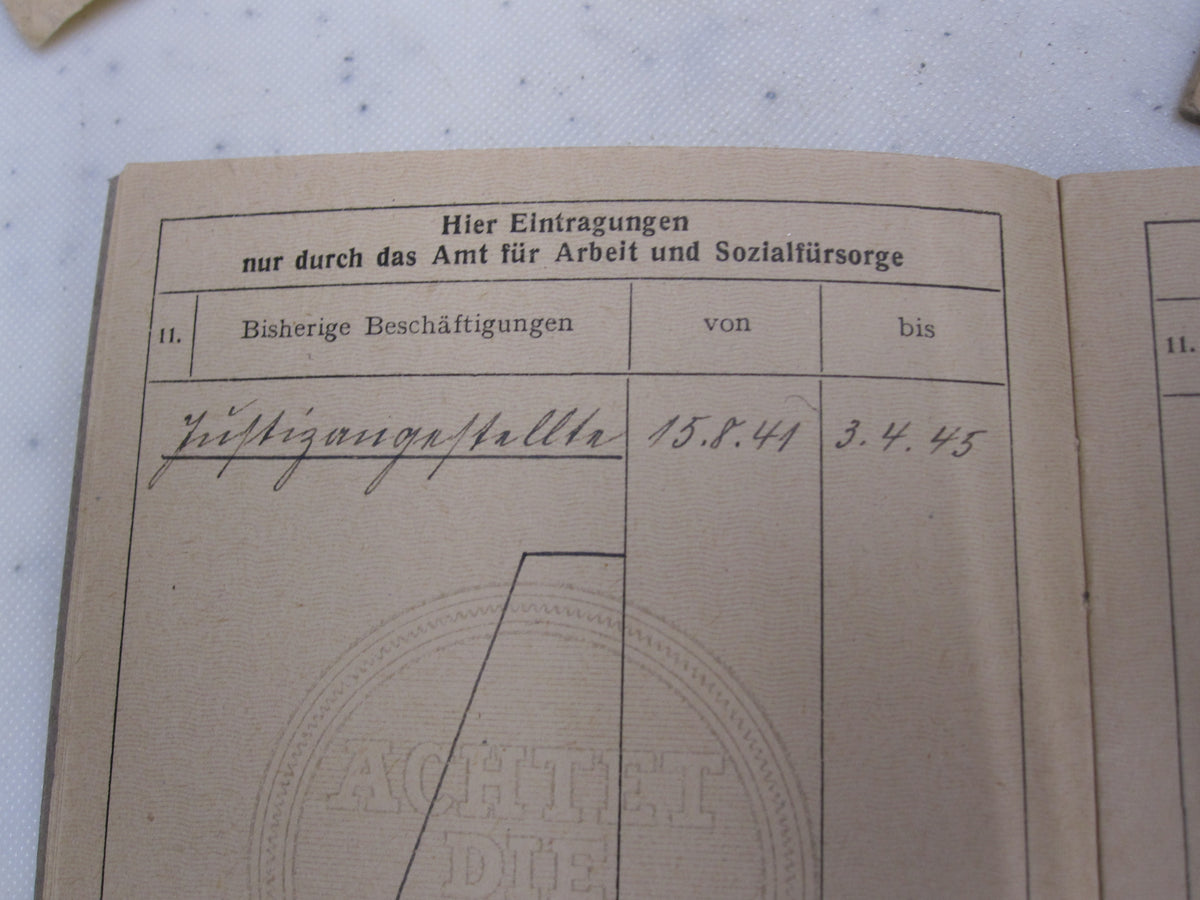 Hier Eintragungen
nur durch das Amt für Arbeit und Sozialfürsorge
11. Bisherige Beschäftigungen von bis
Justizangestellte 15.8.41 3.4.45
ACHTET
DIE
11.